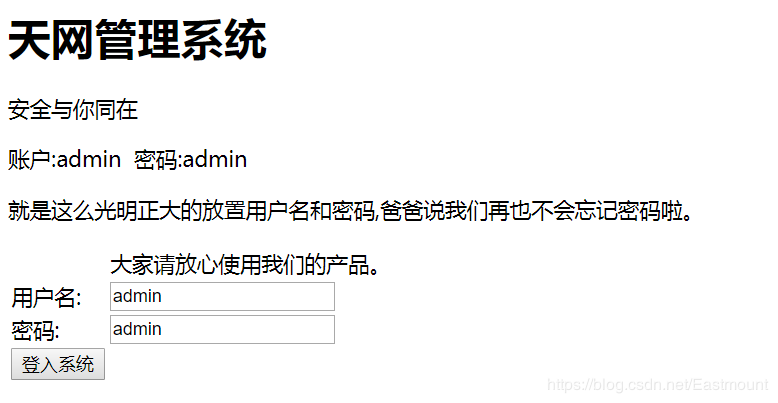 天网管理系统
安全与你同在
账户:admin 密码:admin
就是这么光明正大的放置用户名和密码,爸爸说我们再也不会忘记密码啦。
大家请放心使用我们的产品。
用户名: admin
密码: admin
登入系统
https://blog.csdn.net/Eastmount